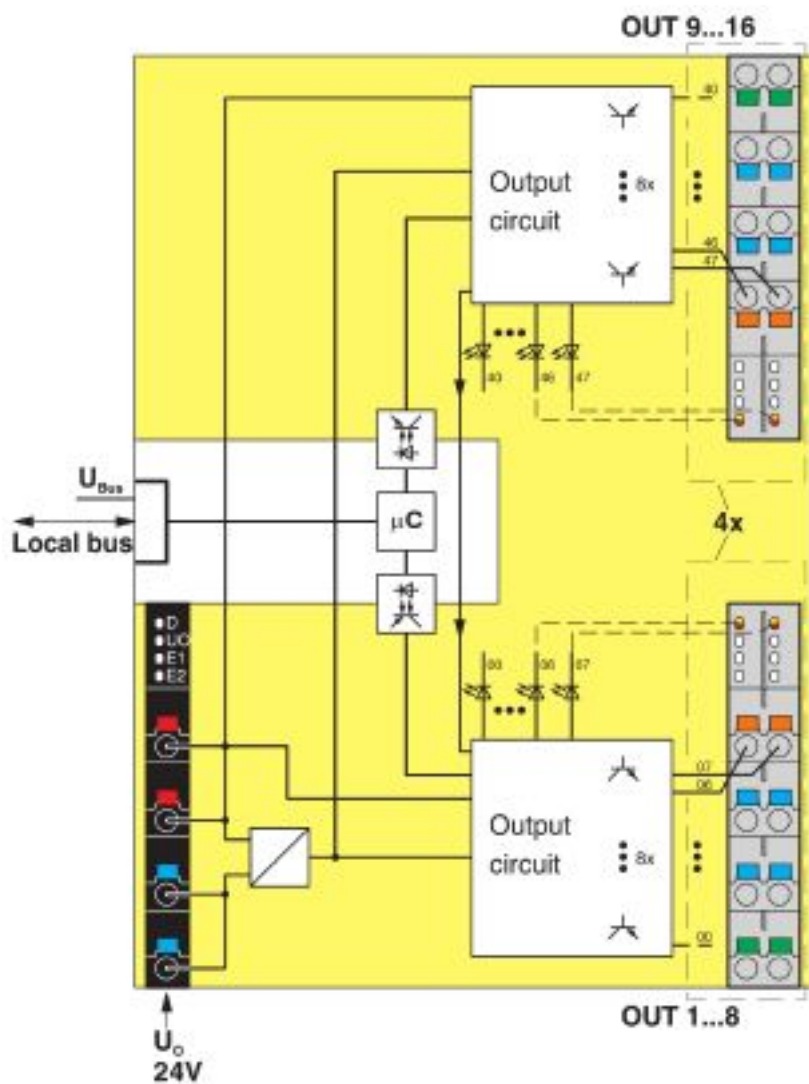 OUT 9...16
40
Output
circuit
8x
46
47
40
46
47
U Bus
Local bus
µC
4x
D
UO
E1
E2
00
06
07
07
06
Output
circuit
8x
00
OUT 1...8
U O
24V